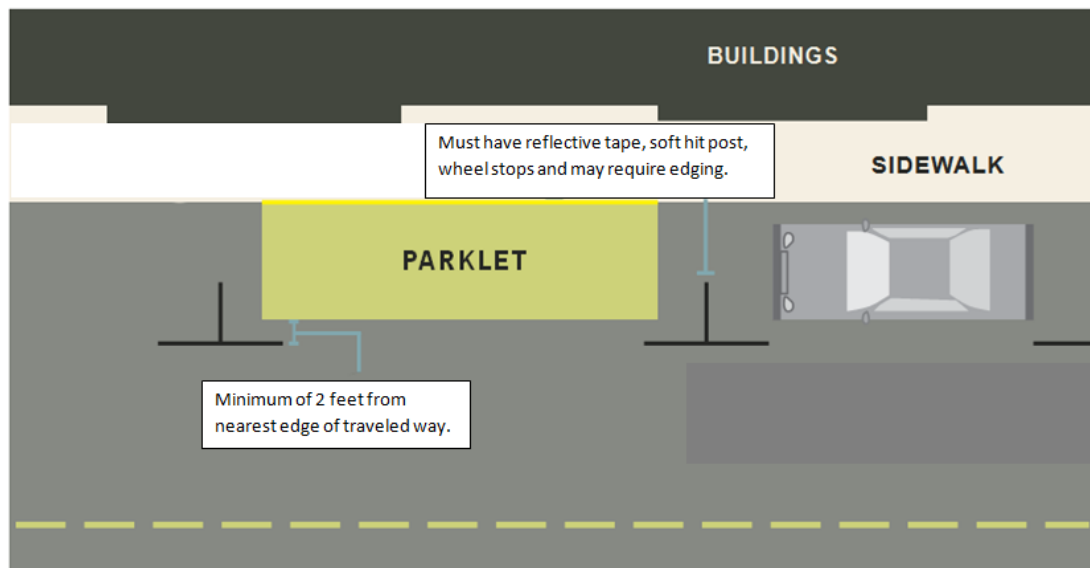 BUILDINGS
Must have reflective tape, soft hit post,
wheel stops and may require edging.
SIDEWALK
PARKLET
Minimum of 2 feet from
nearest edge of traveled way.